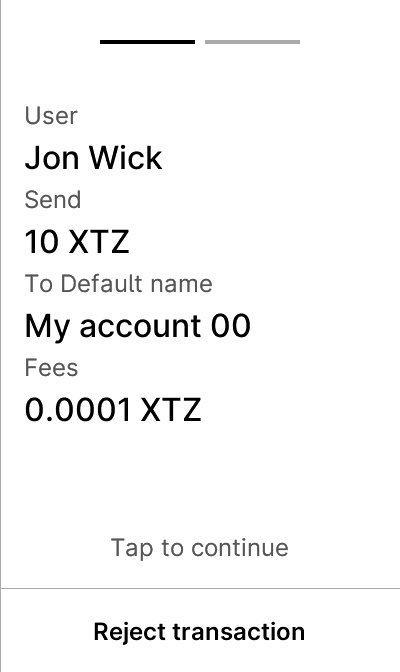 User
Jon Wick
Send
10 XTZ
To Default name
My account 00
Fees
0.0001 XTZ
Tap to continue
Reject transaction